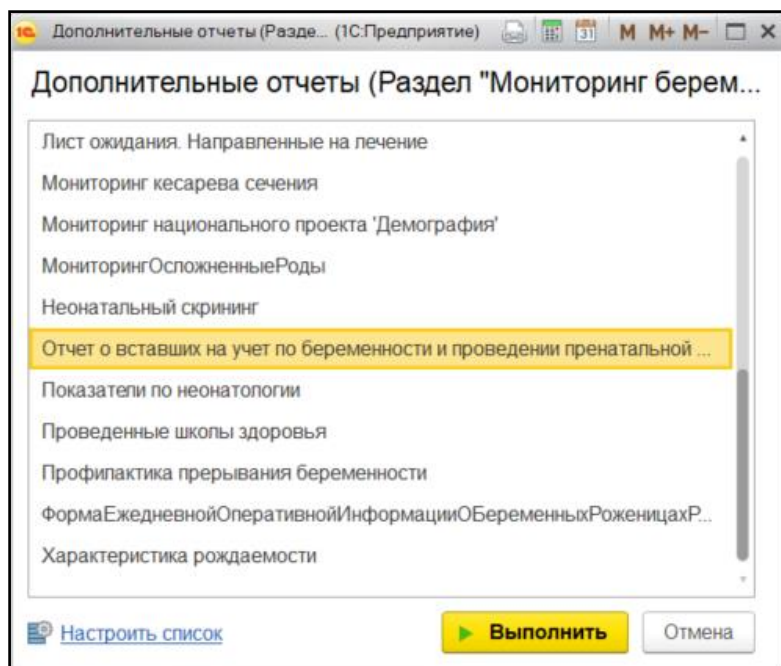 1С Дополнительные отчеты (Разде... (1С:Предприятие) 31 M M+ M-
Дополнительные отчеты (Раздел "Мониторинг берем...
Лист ожидания. Направленные на лечение
Мониторинг кесарева сечения
Мониторинг национального проекта 'Демография'
МониторингОсложненныеРоды
Неонатальный скрининг
Отчет о вставших на учет по беременности и проведении пренатальной ...
Показатели по неонатологии
Проведенные школы здоровья
Профилактика прерывания беременности
ФормаЕжедневнойОперативнойИнформацииОБеременныхРоженицахР...
Характеристика рождаемости
Настроить список Выполнить Отмена